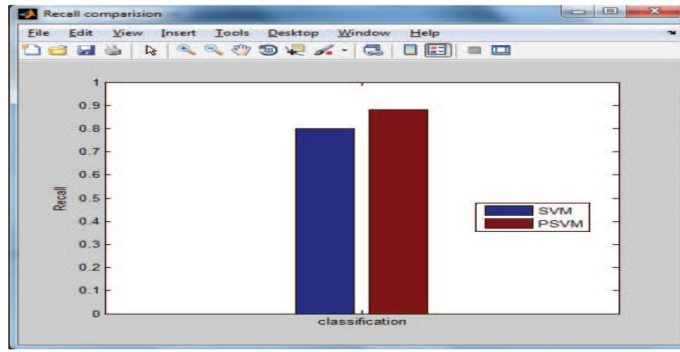 Recall comparision
File Edit View Insert Tools Desktop Window Help
1
0.9
0.8
0.7
0.6
0.5
0.4
0.3
0.2
0.1
0
Recall
SVM
PSVM
classification